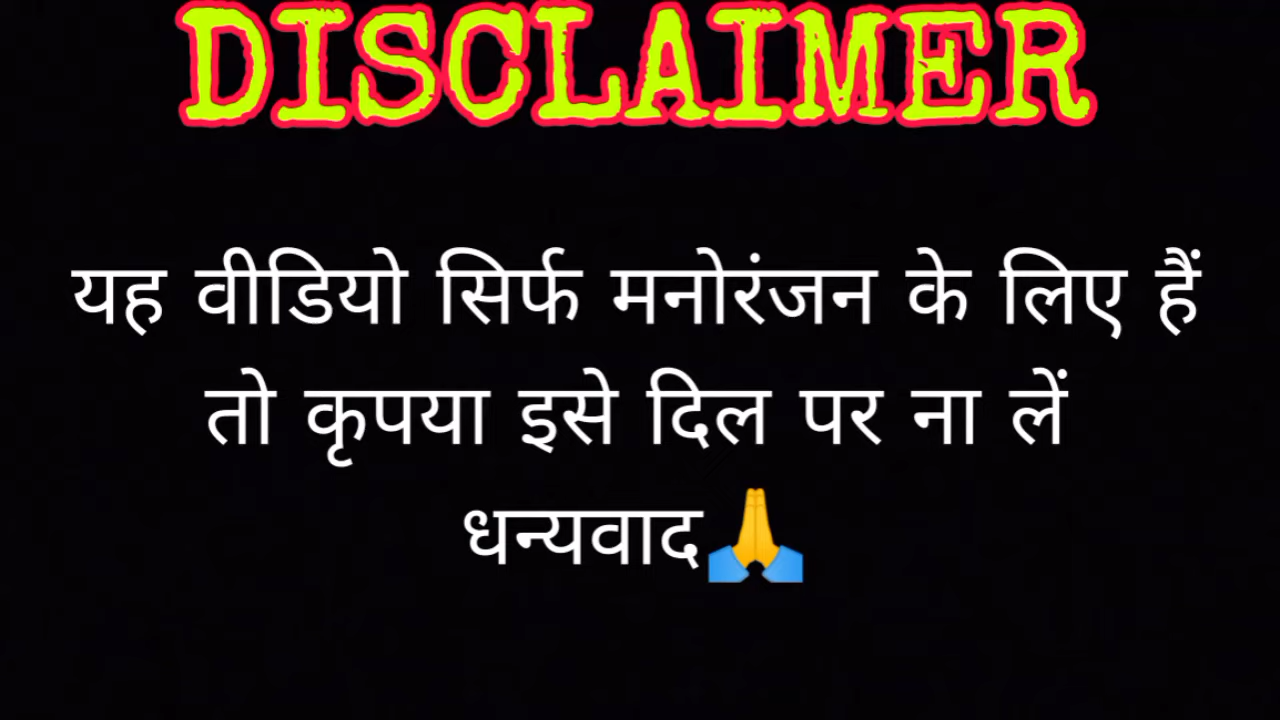 DISCLAIMER
यह वीडियो सिर्फ मनोरंजन के लिए हैं
तो कृपया इसे दिल पर ना लें
धन्यवाद🙏